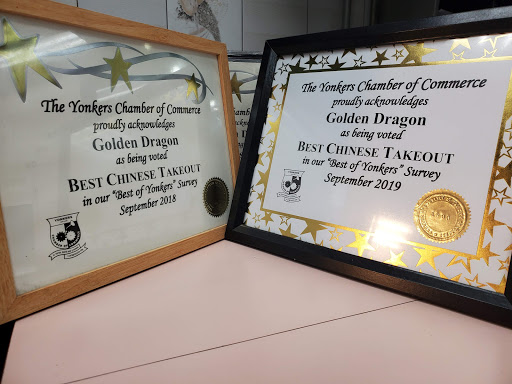 The Yonkers Chamber of Commerce
proudly acknowledges
Golden Dragon
as being voted
BEST CHINESE TAKEOUT
in our "Best of Yonkers" Survey
September 2018
The Yonkers Chamber of Commerce
proudly acknowledges
Golden Dragon
as being voted
BEST CHINESE TAKEOUT
in our "Best of Yonkers" Survey
September 2019